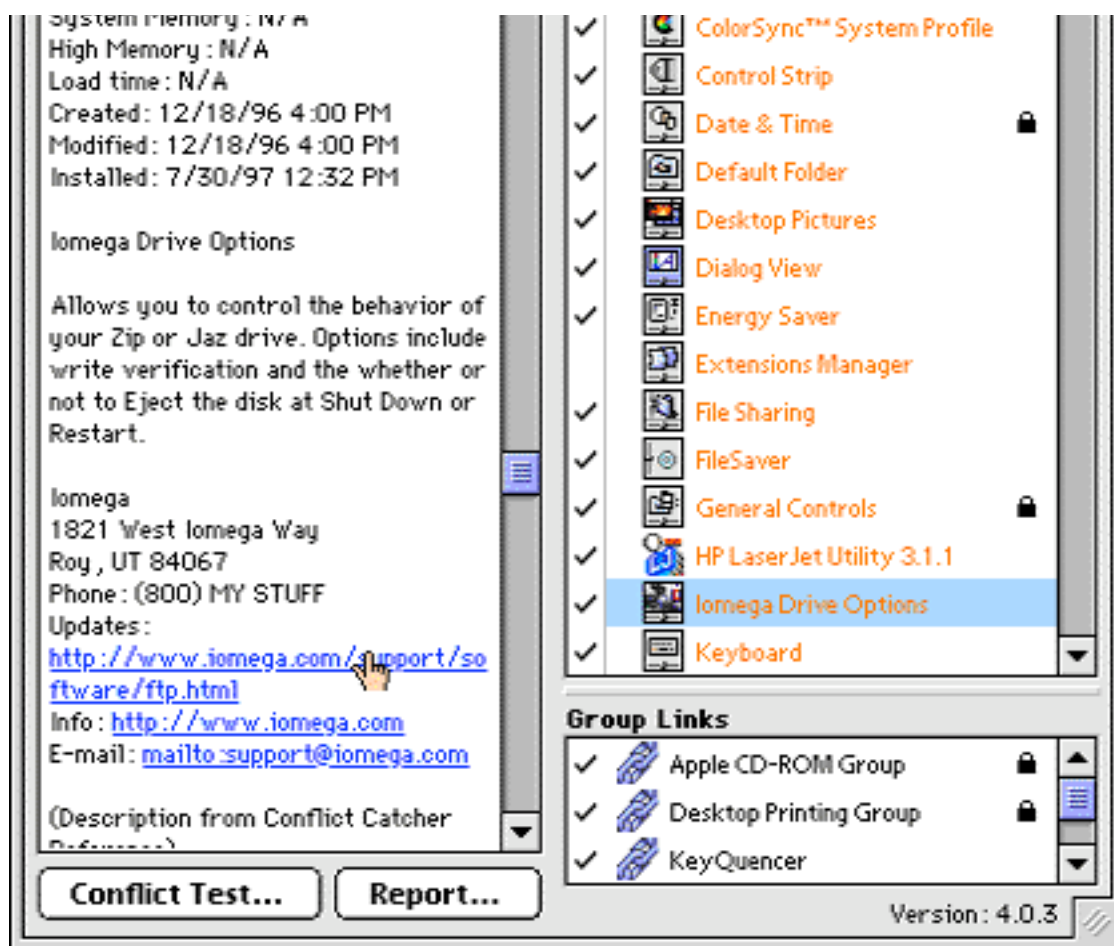 System Memory : N/A
High Memory : N/A
Load time : N/A
Created : 12/18/96 4:00 PM
Modified : 12/18/96 4:00 PM
Installed : 7/30/97 12:32 PM
Iomega Drive Options
Allows you to control the behavior of
your Zip or Jaz drive. Options include
write verification and the whether or
not to Eject the disk at Shut Down or
Restart.
Iomega
1821 West Iomega Way
Roy, UT 84067
Phone : (800) MY STUFF
Updates :
http://www.iomega.com/support/so
ftware/ftp.html
Info : http://www.iomega.com
E-mail : mailto:support@iomega.com
(Description from Conflict Catcher
Reference)
Conflict Test...
Report...
ColorSync™ System Profile
Control Strip
Date & Time
Default Folder
Desktop Pictures
Dialog View
Energy Saver
Extensions Manager
File Sharing
FileSaver
General Controls
HP LaserJet Utility 3.1.1
Iomega Drive Options
Keyboard
Group Links
Apple CD-ROM Group
Desktop Printing Group
KeyQuencer
Version : 4.0.3